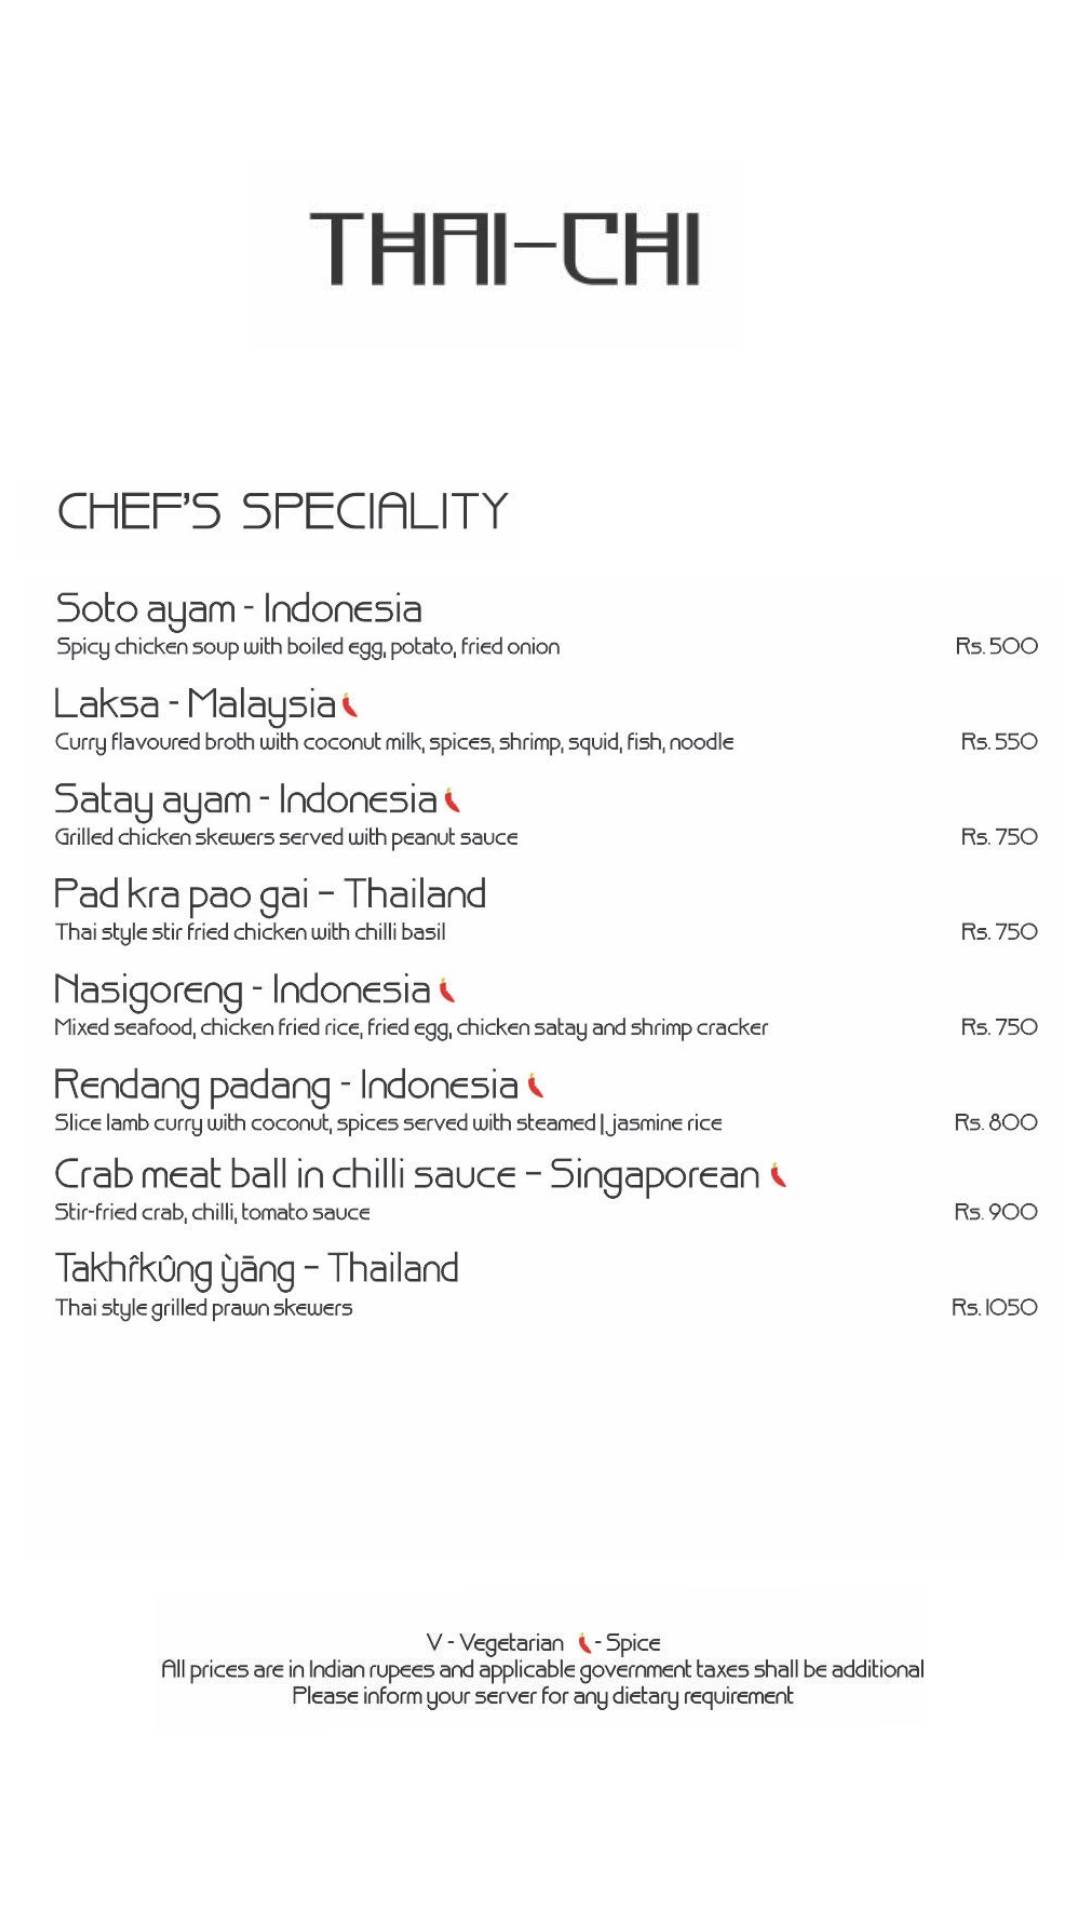 THAI-CHI
CHEF'S SPECIALITY
Soto ayam - Indonesia
Spicy chicken soup with boiled egg, potato, fried onion Rs. 500
Laksa - Malaysia
Curry flavoured broth with coconut milk, spices, shrimp, squid, fish, noodle Rs. 550
Satay ayam - Indonesia
Grilled chicken skewers served with peanut sauce Rs. 750
Pad kra pao gai – Thailand
Thai style stir fried chicken with chilli basil Rs. 750
Nasigoreng - Indonesia
Mixed seafood, chicken fried rice, fried egg, chicken satay and shrimp cracker Rs. 750
Rendang padang - Indonesia
Slice lamb curry with coconut, spices served with steamed | jasmine rice Rs. 800
Crab meat ball in chilli sauce – Singaporean
Stir-fried crab, chilli, tomato sauce Rs. 900
Takhr̂kûng ỳāng – Thailand
Thai style grilled prawn skewers Rs. 1050
V - Vegetarian - Spice
All prices are in Indian rupees and applicable government taxes shall be additional
Please inform your server for any dietary requirement